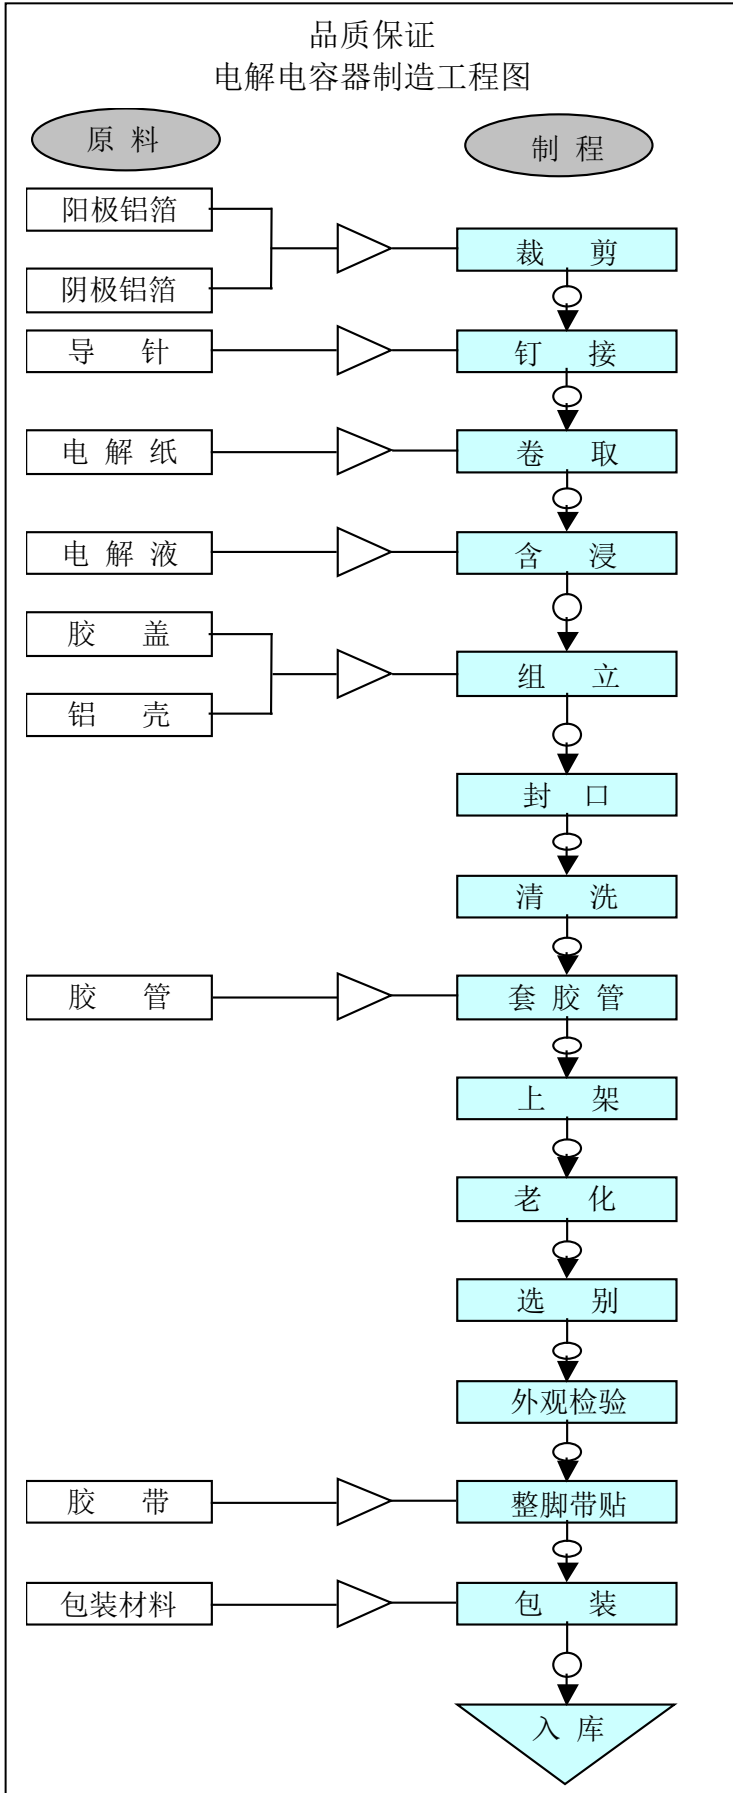 品质保证
电解电容器制造工程图
原 料
制 程
阳极铝箔
裁 剪
阴极铝箔
导 针
钉 接
电 解 纸
卷 取
电 解 液
含 浸
胶 盖
组 立
铝 壳
封 口
清 洗
胶 管
套 胶 管
上 架
老 化
选 别
外观检验
胶 带
整脚带贴
包装材料
包 装
入 库